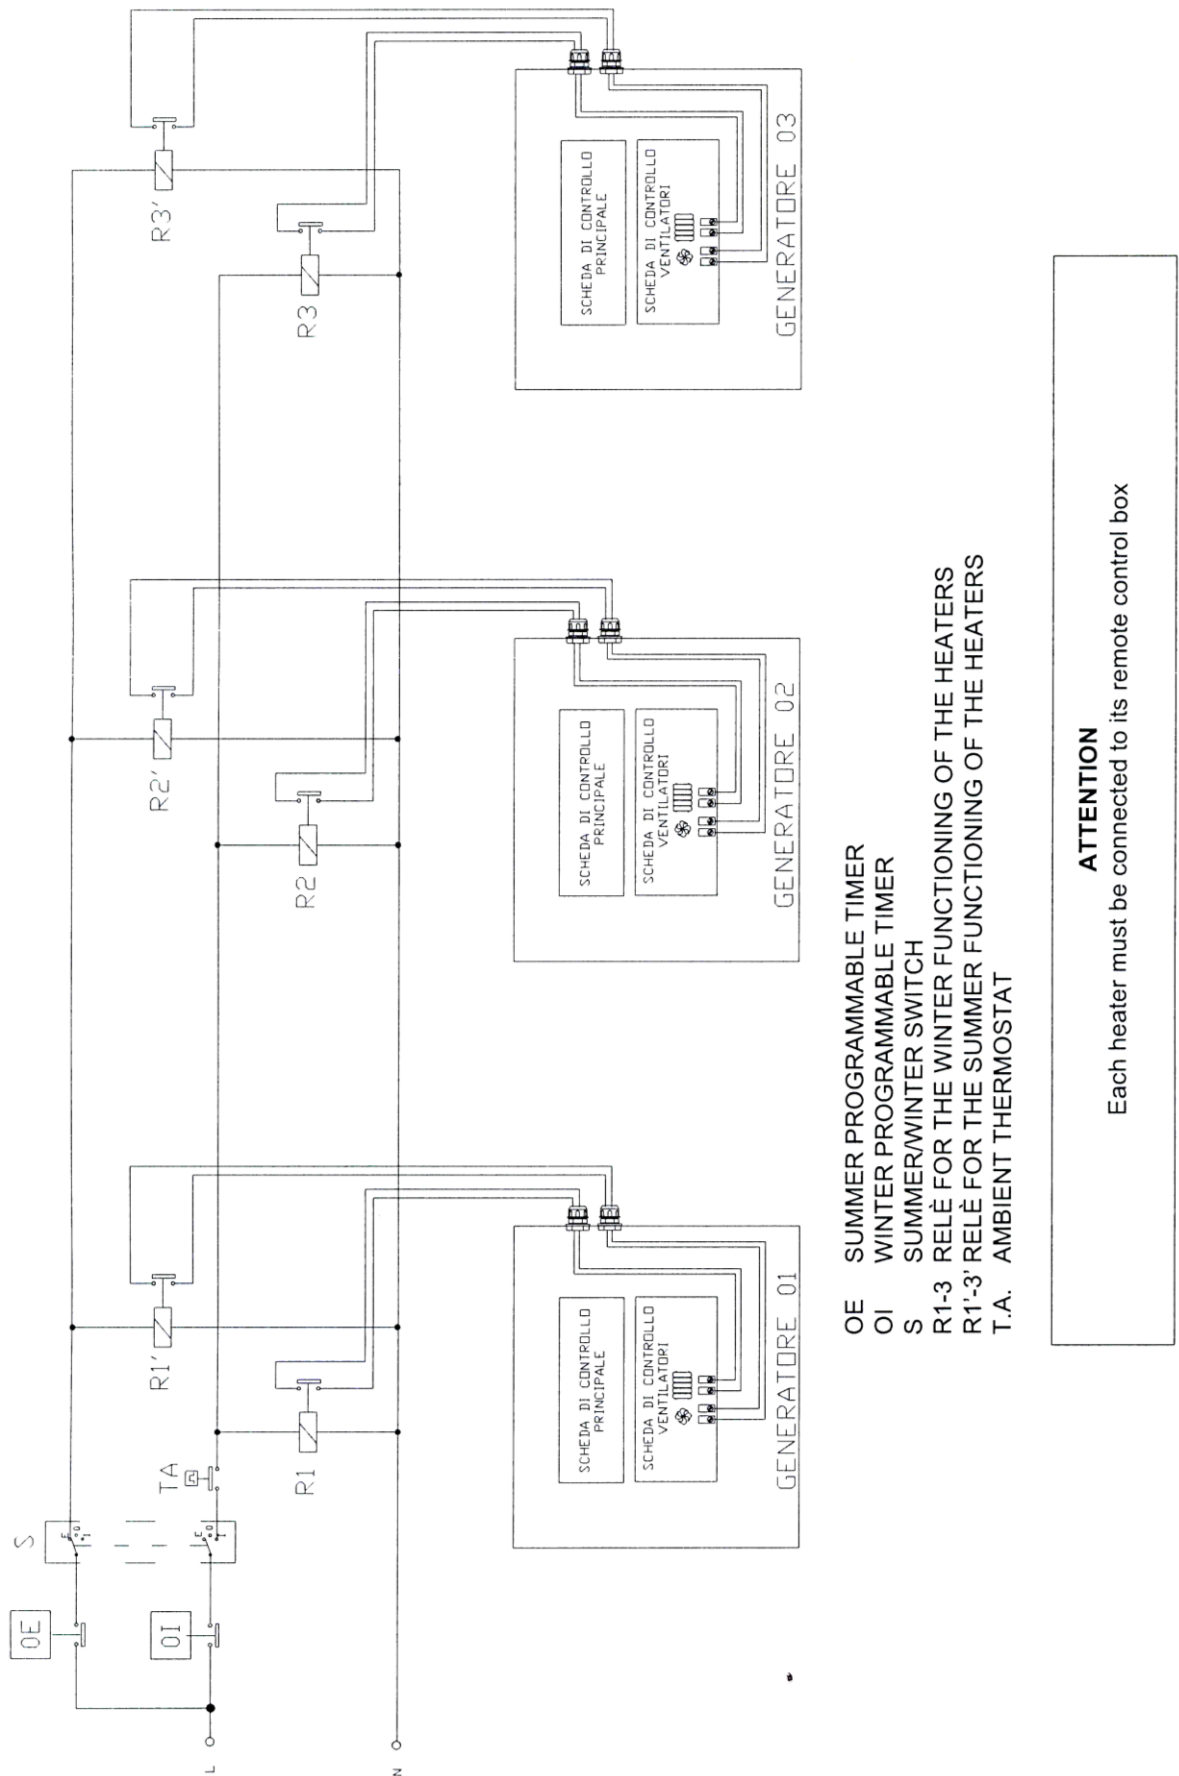 OE
OI
S
E
0
I
E
0
I
TA
L
N
R1'
R1
R2'
R2
R3'
R3
SCHEDA DI CONTROLLO
PRINCIPALE
SCHEDA DI CONTROLLO
VENTILATORI
GENERATORE 01
SCHEDA DI CONTROLLO
PRINCIPALE
SCHEDA DI CONTROLLO
VENTILATORI
GENERATORE 02
SCHEDA DI CONTROLLO
PRINCIPALE
SCHEDA DI CONTROLLO
VENTILATORI
GENERATORE 03
OE SUMMER PROGRAMMABLE TIMER
OI WINTER PROGRAMMABLE TIMER
S SUMMER/WINTER SWITCH
R1-3 RELÈ FOR THE WINTER FUNCTIONING OF THE HEATERS
R1'-3' RELÈ FOR THE SUMMER FUNCTIONING OF THE HEATERS
T.A. AMBIENT THERMOSTAT
ATTENTION
Each heater must be connected to its remote control box